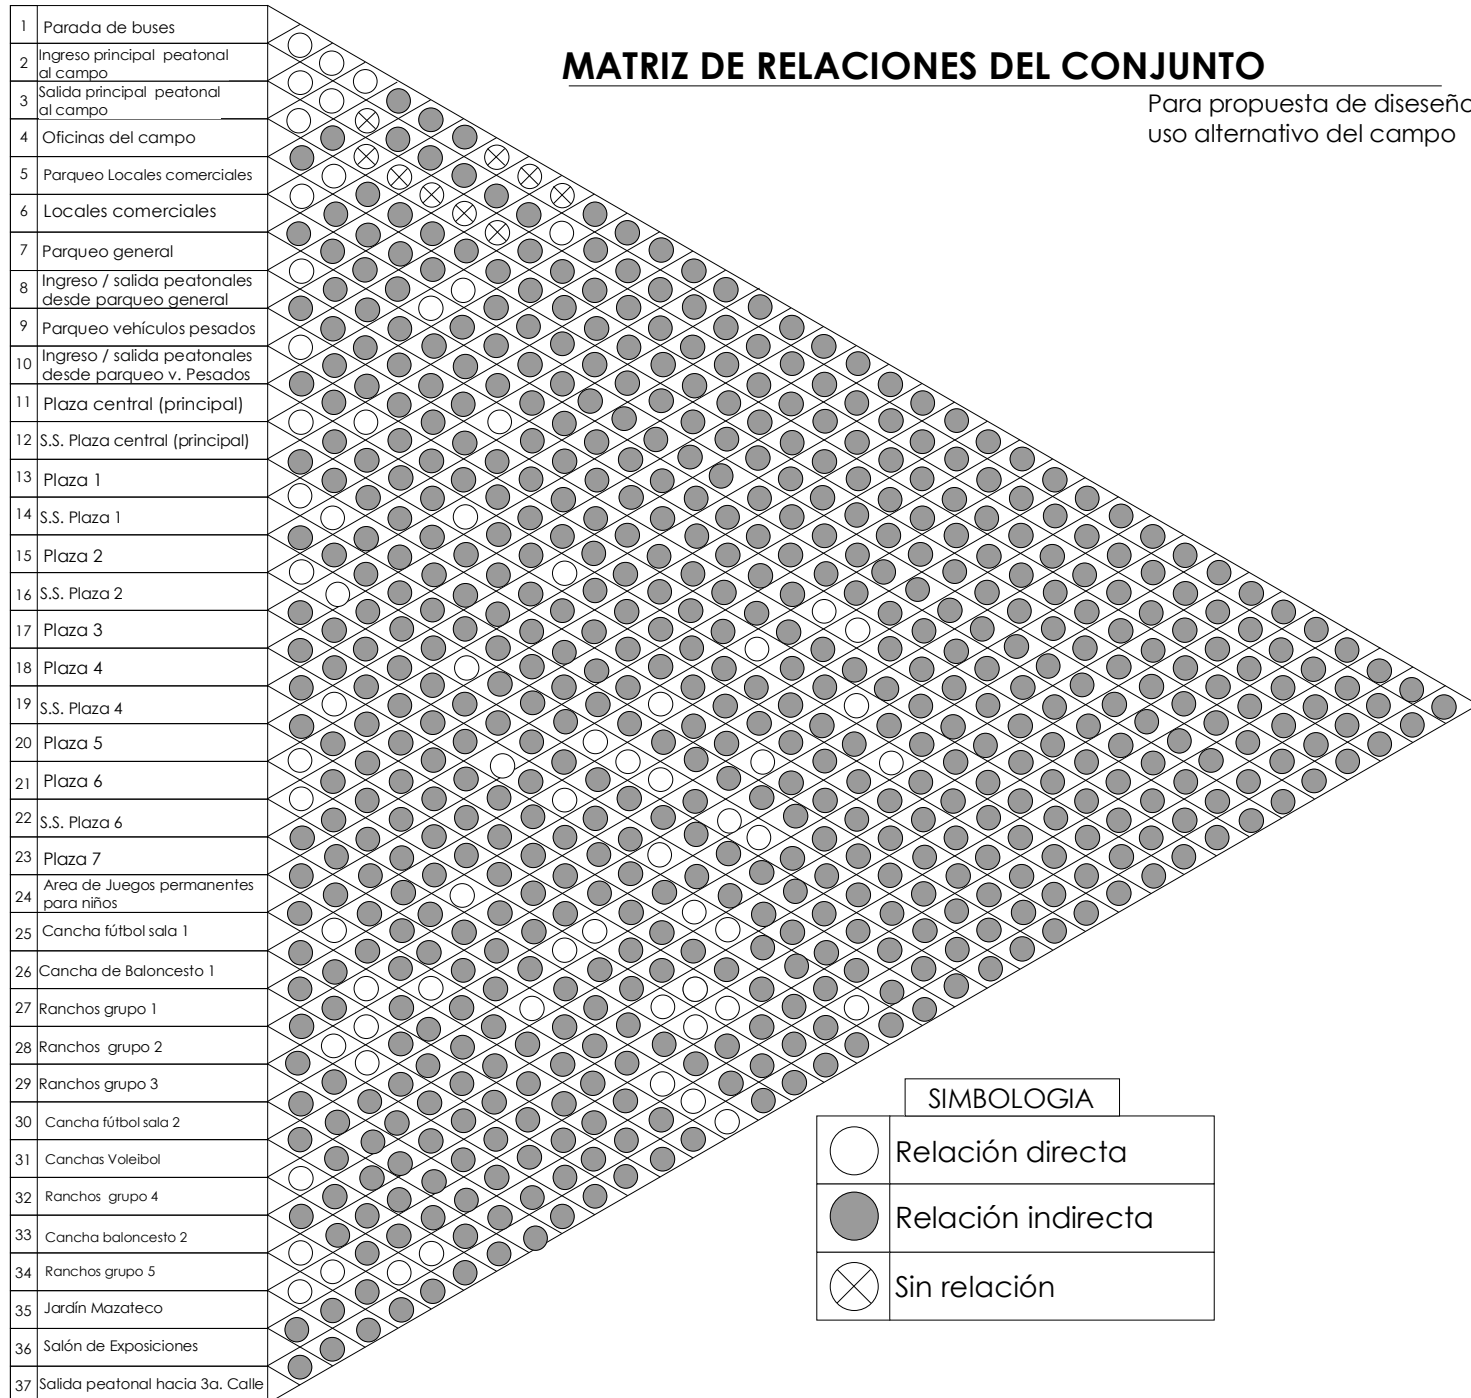 MATRIZ DE RELACIONES DEL CONJUNTO
Para propuesta de diseseño
uso alternativo del campo
1 Parada de buses
2 Ingreso principal peatonal
al campo
3 Salida principal peatonal
al campo
4 Oficinas del campo
5 Parqueo Locales comerciales
6 Locales comerciales
7 Parqueo general
8 Ingreso / salida peatonales
desde parqueo general
9 Parqueo vehículos pesados
10 Ingreso / salida peatonales
desde parqueo v. Pesados
11 Plaza central (principal)
12 S.S. Plaza central (principal)
13 Plaza 1
14 S.S. Plaza 1
15 Plaza 2
16 S.S. Plaza 2
17 Plaza 3
18 Plaza 4
19 S.S. Plaza 4
20 Plaza 5
21 Plaza 6
22 S.S. Plaza 6
23 Plaza 7
24 Area de Juegos permanentes
para niños
25 Cancha fútbol sala 1
26 Cancha de Baloncesto 1
27 Ranchos grupo 1
28 Ranchos grupo 2
29 Ranchos grupo 3
30 Cancha fútbol sala 2
31 Canchas Voleibol
32 Ranchos grupo 4
33 Cancha baloncesto 2
34 Ranchos grupo 5
35 Jardín Mazateco
36 Salón de Exposiciones
37 Salida peatonal hacia 3a. Calle
SIMBOLOGIA
Relación directa
Relación indirecta
Sin relación